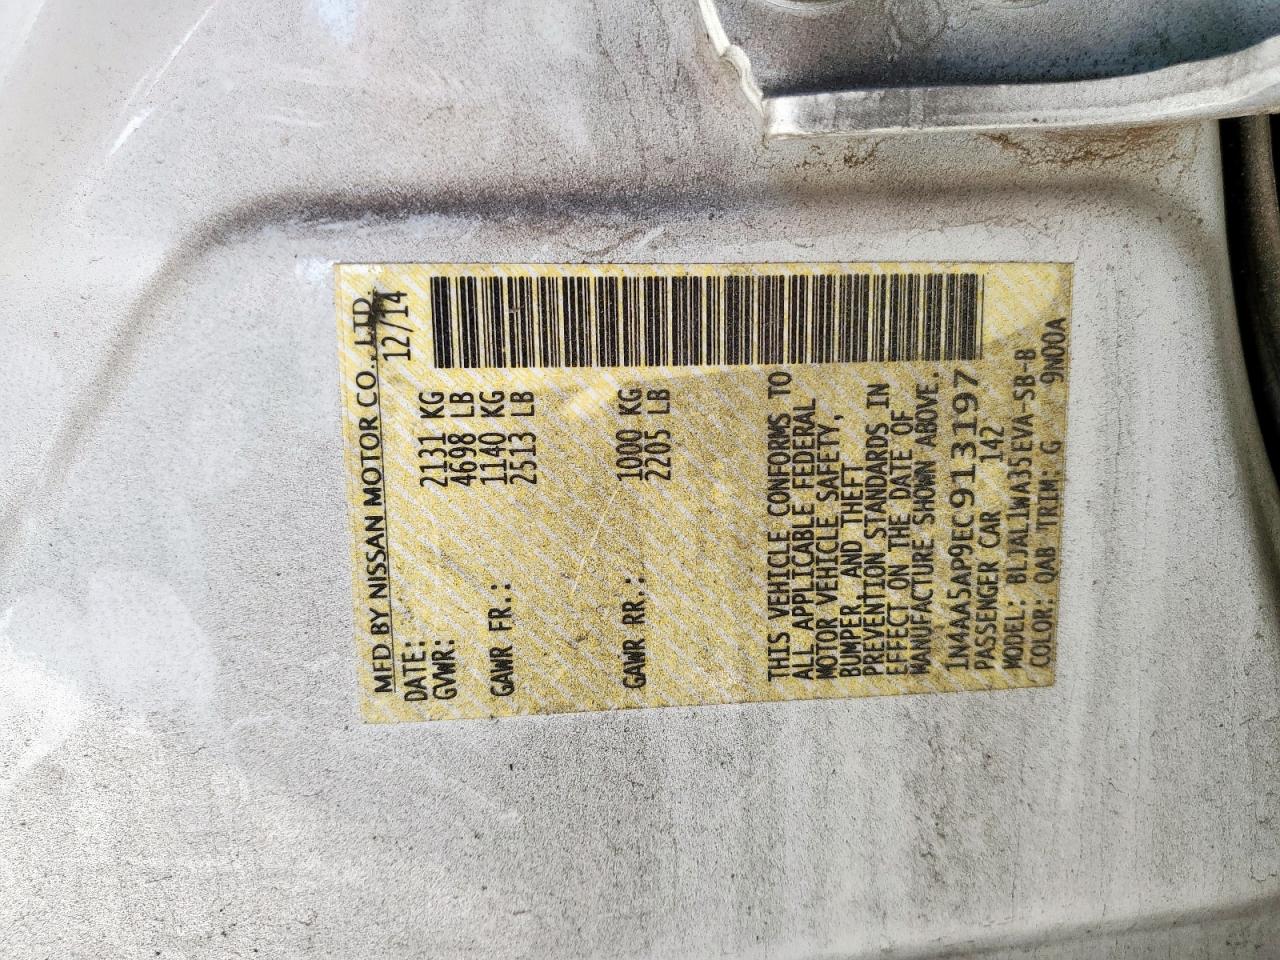 MFD BY NISSAN MOTOR CO., LTD.
DATE: 12/14
GVWR: 2131 KG
4698 LB
GAWR FR.: 1140 KG
2513 LB
GAWR RR.: 1000 KG
2205 LB
THIS VEHICLE CONFORMS TO
ALL APPLICABLE FEDERAL
MOTOR VEHICLE SAFETY,
BUMPER AND THEFT
PREVENTION STANDARDS IN
EFFECT ON THE DATE OF
MANUFACTURE SHOWN ABOVE.
1N4AA5AP9EC913197
PASSENGER CAR 142
MODEL: BLJAL1WA35EVA-SB-B
COLOR: QAB TRIM: G 9N00A